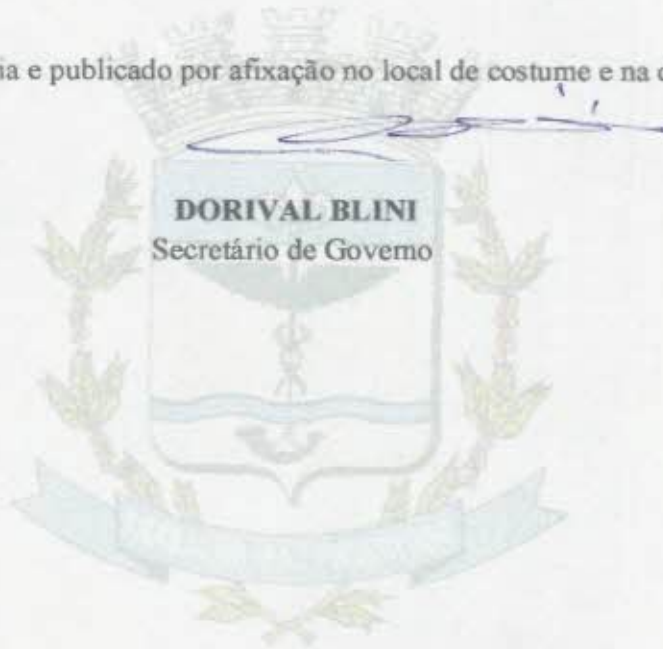 ia e publicado por afixação no local de costume e na
DORIVAL BLINI
Secretário de Governo